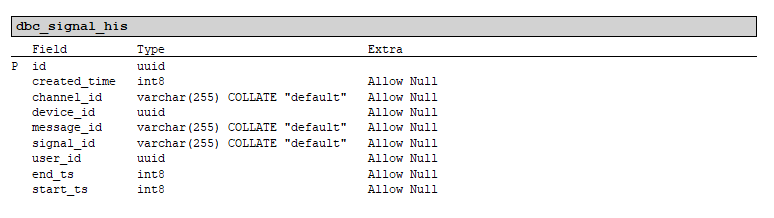 dbc_signal_his
Field Type Extra
P id uuid
created_time int8 Allow Null
channel_id varchar(255) COLLATE "default" Allow Null
device_id uuid Allow Null
message_id varchar(255) COLLATE "default" Allow Null
signal_id varchar(255) COLLATE "default" Allow Null
user_id uuid Allow Null
end_ts int8 Allow Null
start_ts int8 Allow Null